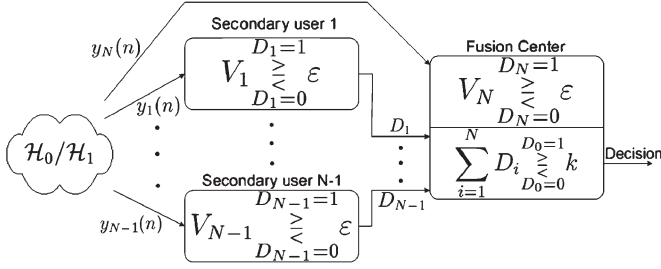 Secondary user 1
y_N(n)
D_1=1
V_1 ≷ ε
D_1=0
Fusion Center
D_N=1
V_N ≷ ε
D_N=0
y_1(n)
H_0/H_1
D_1
N
∑ D_i ≷ k
i=1
D_0=1
D_0=0
Decision
Secondary user N-1
D_{N-1}=1
V_{N-1} ≷ ε
D_{N-1}=0
D_{N-1}
y_{N-1}(n)